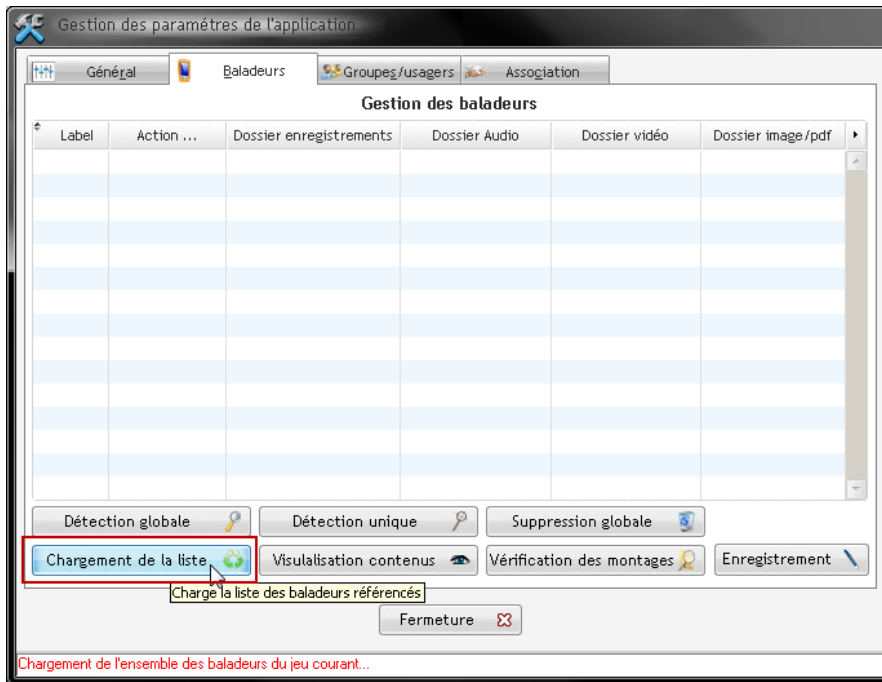 Gestion des paramétres de l'application .
Général Baladeurs Groupes/usagers Association
Gestion des baladeurs
Label Action ... Dossier enregistrements Dossier Audio Dossier vidéo Dossier image/pdf
Détection globale Détection unique Suppression globale
Chargement de la liste Visulalisation contenus Vérification des montages Enregistrement
Charge la liste des baladeurs référencés
Fermeture
Chargement de l'ensemble des baladeurs du jeu courant...